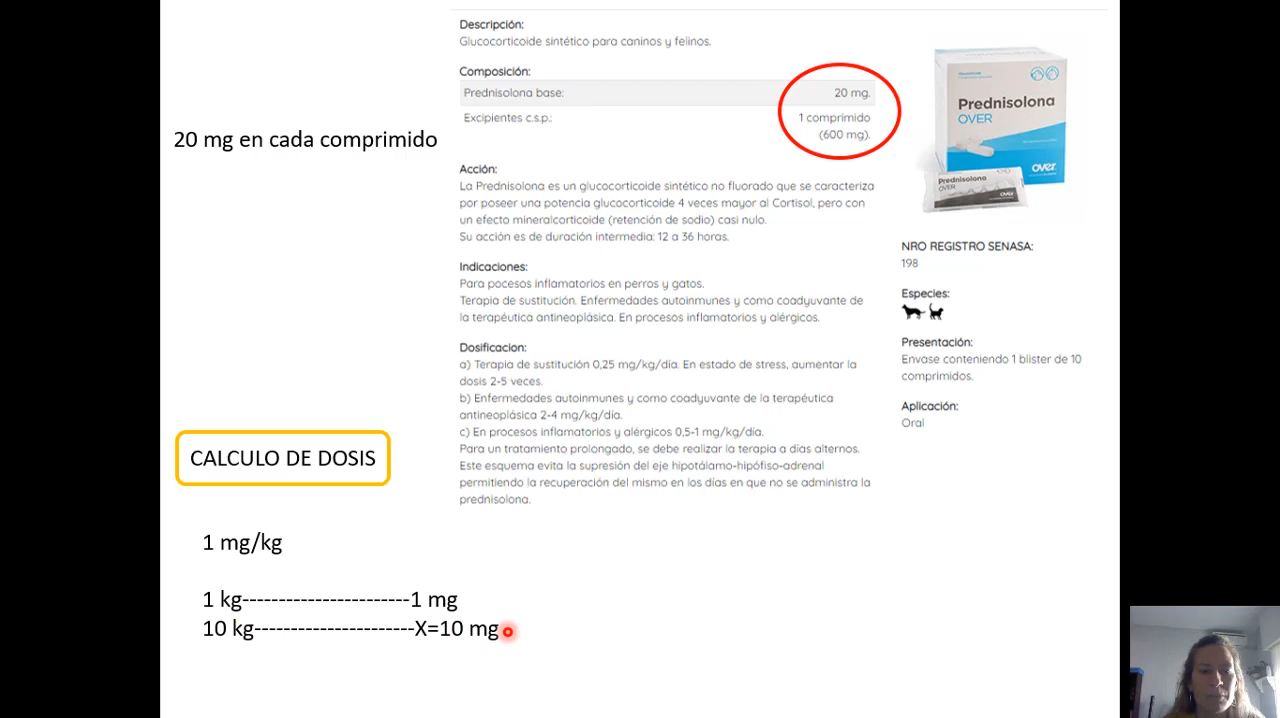 Descripción:
Glucocorticoide sintético para caninos y felinos.
Composición:
Prednisolona base: 20 mg.
Excipientes c.s.p.: 1 comprimido
(600 mg).
20 mg en cada comprimido
Acción:
La Prednisolona es un glucocorticoide sintético no fluorado que se caracteriza
por poseer una potencia glucocorticoide 4 veces mayor al Cortisol, pero con
un efecto mineralcorticoide (retención de sodio) casi nulo.
Su acción es de duración intermedia: 12 a 36 horas.
Indicaciones:
Para pocesos inflamatorios en perros y gatos.
Terapia de sustitución. Enfermedades autoinmunes y como coadyuvante de
la terapéutica antineoplásica. En procesos inflamatorios y alérgicos.
Dosificacion:
a) Terapia de sustitución 0,25 mg/kg/día. En estado de stress, aumentar la
dosis 2-5 veces.
b) Enfermedades autoinmunes y como coadyuvante de la terapéutica
antineoplásica 2-4 mg/kg/día.
c) En procesos inflamatorios y alérgicos 0,5-1 mg/kg/día.
Para un tratamiento prolongado, se debe realizar la terapia a días alternos.
Este esquema evita la supresión del eje hipotálamo-hipófiso-adrenal
permitiendo la recuperación del mismo en los días en que no se administra la
prednisolona.
Prednisolona
OVER
over
Prednisolona
OVER
over
NRO REGISTRO SENASA:
198
Especies:
Presentación:
Envase conteniendo 1 blister de 10
comprimidos.
Aplicación:
Oral
CALCULO DE DOSIS
1 mg/kg
1 kg-----------------------1 mg
10 kg----------------------X=10 mg